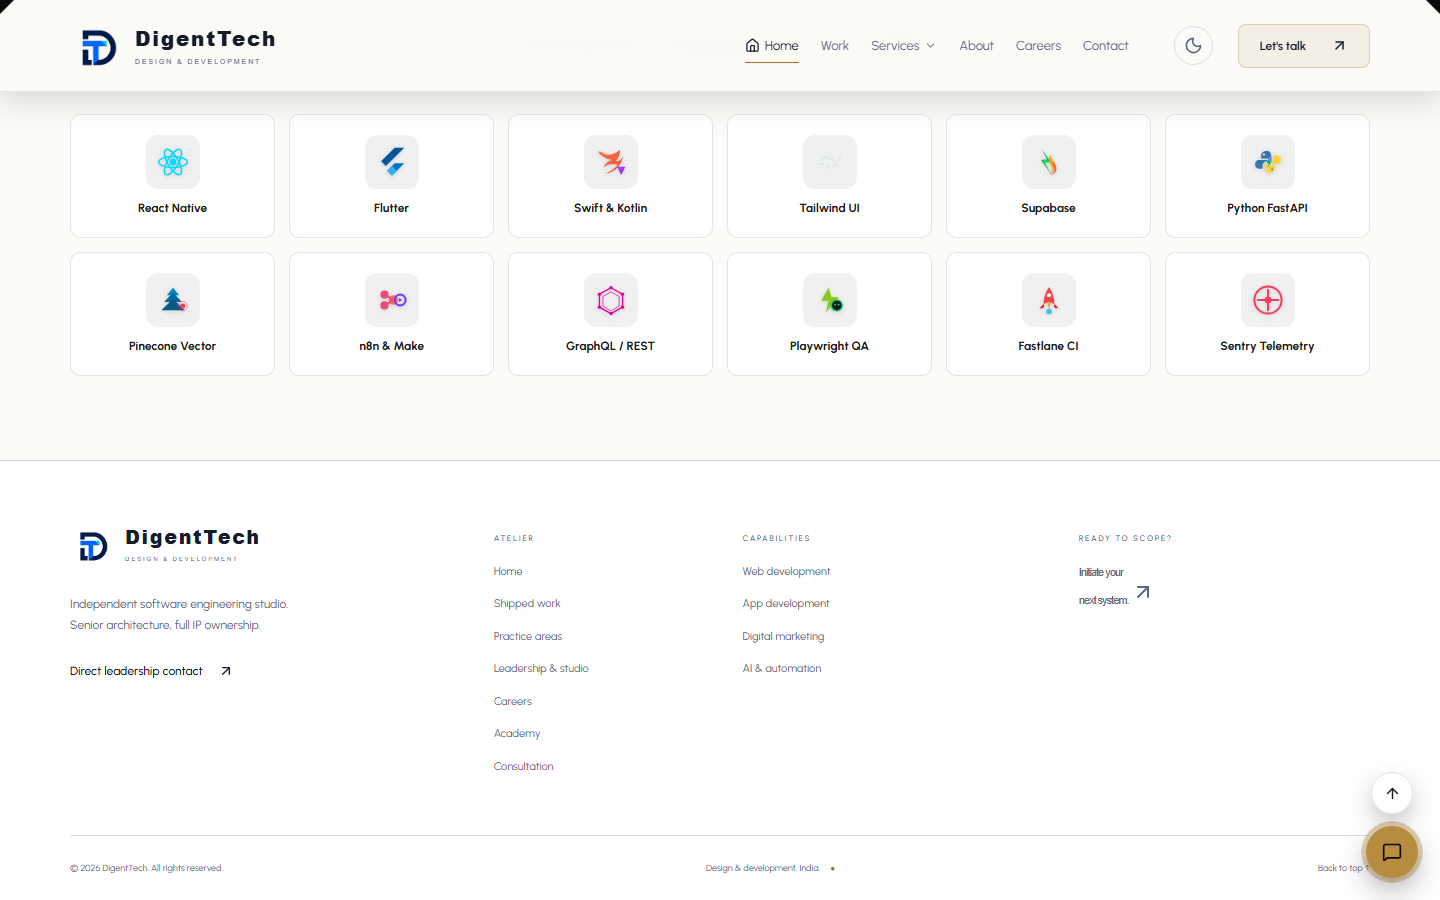 DigentTech
DESIGN & DEVELOPMENT
Home
Work
Services
About
Careers
Contact
Let's talk
React Native
Flutter
Swift & Kotlin
Tailwind UI
Supabase
Python FastAPI
Pinecone Vector
n8n & Make
GraphQL / REST
Playwright QA
Fastlane CI
Sentry Telemetry
DigentTech
DESIGN & DEVELOPMENT
Independent software engineering studio.
Senior architecture, full IP ownership.
Direct leadership contact
ATELIER
Home
Shipped work
Practice areas
Leadership & studio
Careers
Academy
Consultation
CAPABILITIES
Web development
App development
Digital marketing
AI & automation
READY TO SCOPE?
Initiate your
next system.
© 2026 DigentTech. All rights reserved.
Design & development. India.
Back to top ↑